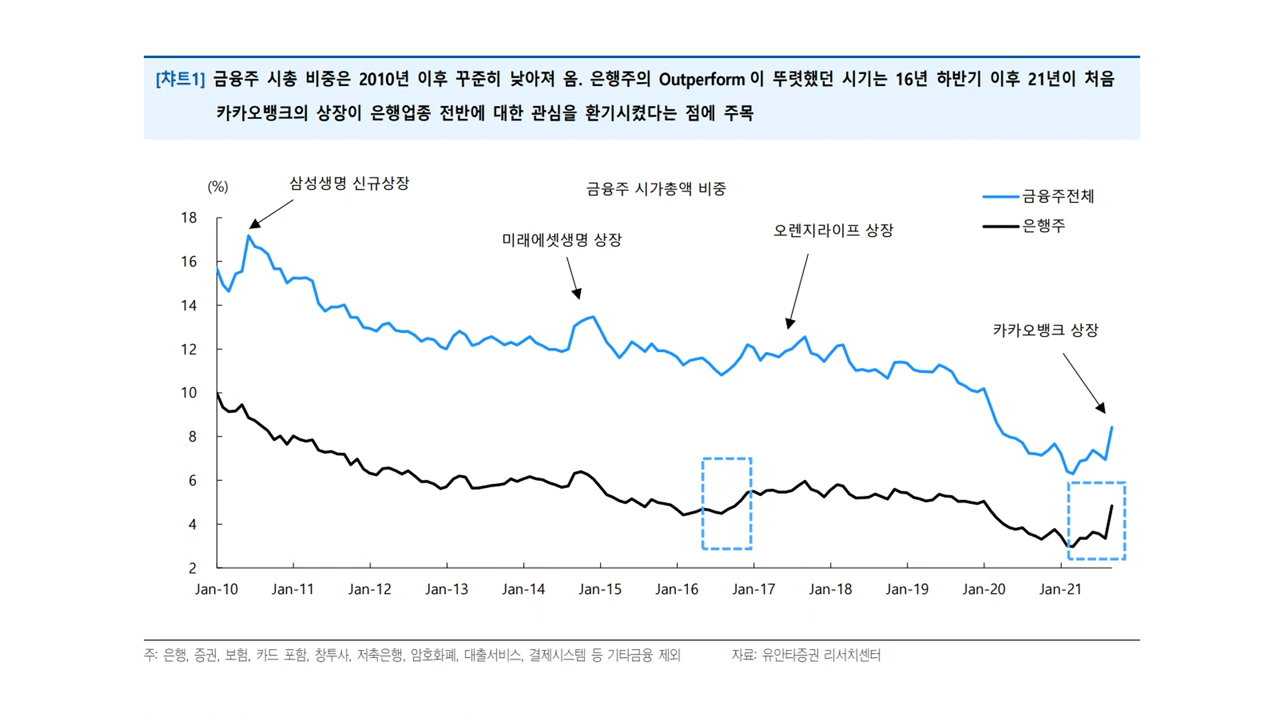 [챠트1] 금융주 시총 비중은 2010년 이후 꾸준히 낮아져 옴. 은행주의 Outperform이 뚜렷했던 시기는 16년 하반기 이후 21년이 처음
카카오뱅크의 상장이 은행업종 전반에 대한 관심을 환기시켰다는 점에 주목
(%)
삼성생명 신규상장
금융주 시가총액 비중
금융주전체
은행주
미래에셋생명 상장
오렌지라이프 상장
카카오뱅크 상장
18
16
14
12
10
8
6
4
2
Jan-10 Jan-11 Jan-12 Jan-13 Jan-14 Jan-15 Jan-16 Jan-17 Jan-18 Jan-19 Jan-20 Jan-21
주: 은행, 증권, 보험, 카드 포함, 창투사, 저축은행, 암호화폐, 대출서비스, 결제시스템 등 기타금융 제외 자료: 유안타증권 리서치센터